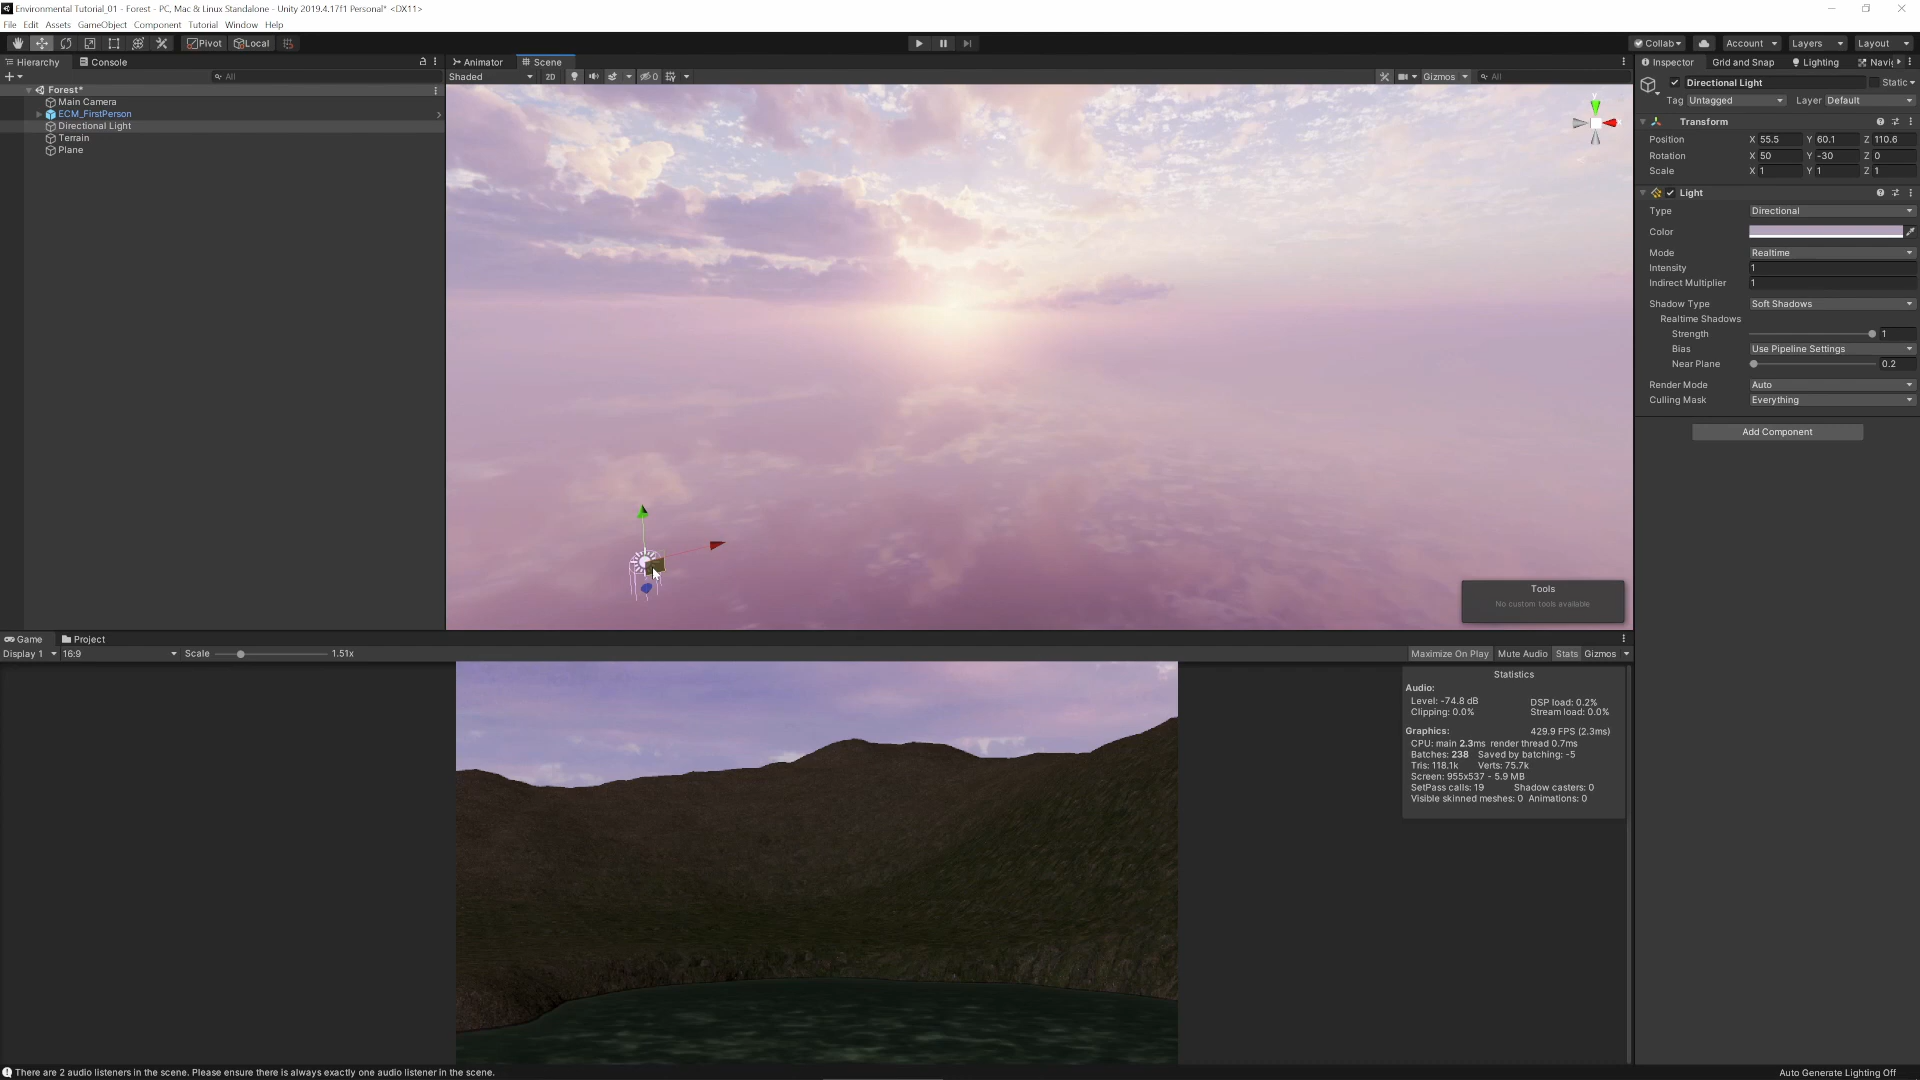 Environmental Tutorial_01 - Forest - PC, Mac & Linux Standalone - Unity 2019.4.17f1 Personal* <DX11>
File Edit Assets GameObject Component Tutorial Window Help
Pivot Local Collab Account Layers Layout
Hierarchy Console Animator Scene Inspector Grid and Snap Lighting Navi
All Shaded 2D 0 Gizmos All
Forest*
Main Camera
ECM_FirstPerson
Directional Light
Terrain
Plane
Directional Light Static
Tag Untagged Layer Default
Transform
Position X 55.5 Y 60.1 Z 110.6
Rotation X 50 Y -30 Z 0
Scale X 1 Y 1 Z 1
Light
Type Directional
Color
Mode Realtime
Intensity 1
Indirect Multiplier 1
Shadow Type Soft Shadows
Realtime Shadows
Strength 1
Bias Use Pipeline Settings
Near Plane 0.2
Render Mode Auto
Culling Mask Everything
Add Component
Tools
No custom tools available
Game Project
Display 1 16:9 Scale 1.51x Maximize On Play Mute Audio Stats Gizmos
Statistics
Audio:
Level: -74.8 dB DSP load: 0.2%
Clipping: 0.0% Stream load: 0.0%
Graphics: 429.9 FPS (2.3ms)
CPU: main 2.3ms render thread 0.7ms
Batches: 238 Saved by batching: -5
Tris: 118.1k Verts: 75.7k
Screen: 955x537 - 5.9 MB
SetPass calls: 19 Shadow casters: 0
Visible skinned meshes: 0 Animations: 0
There are 2 audio listeners in the scene. Please ensure there is always exactly one audio listener in the scene.
Auto Generate Lighting Off